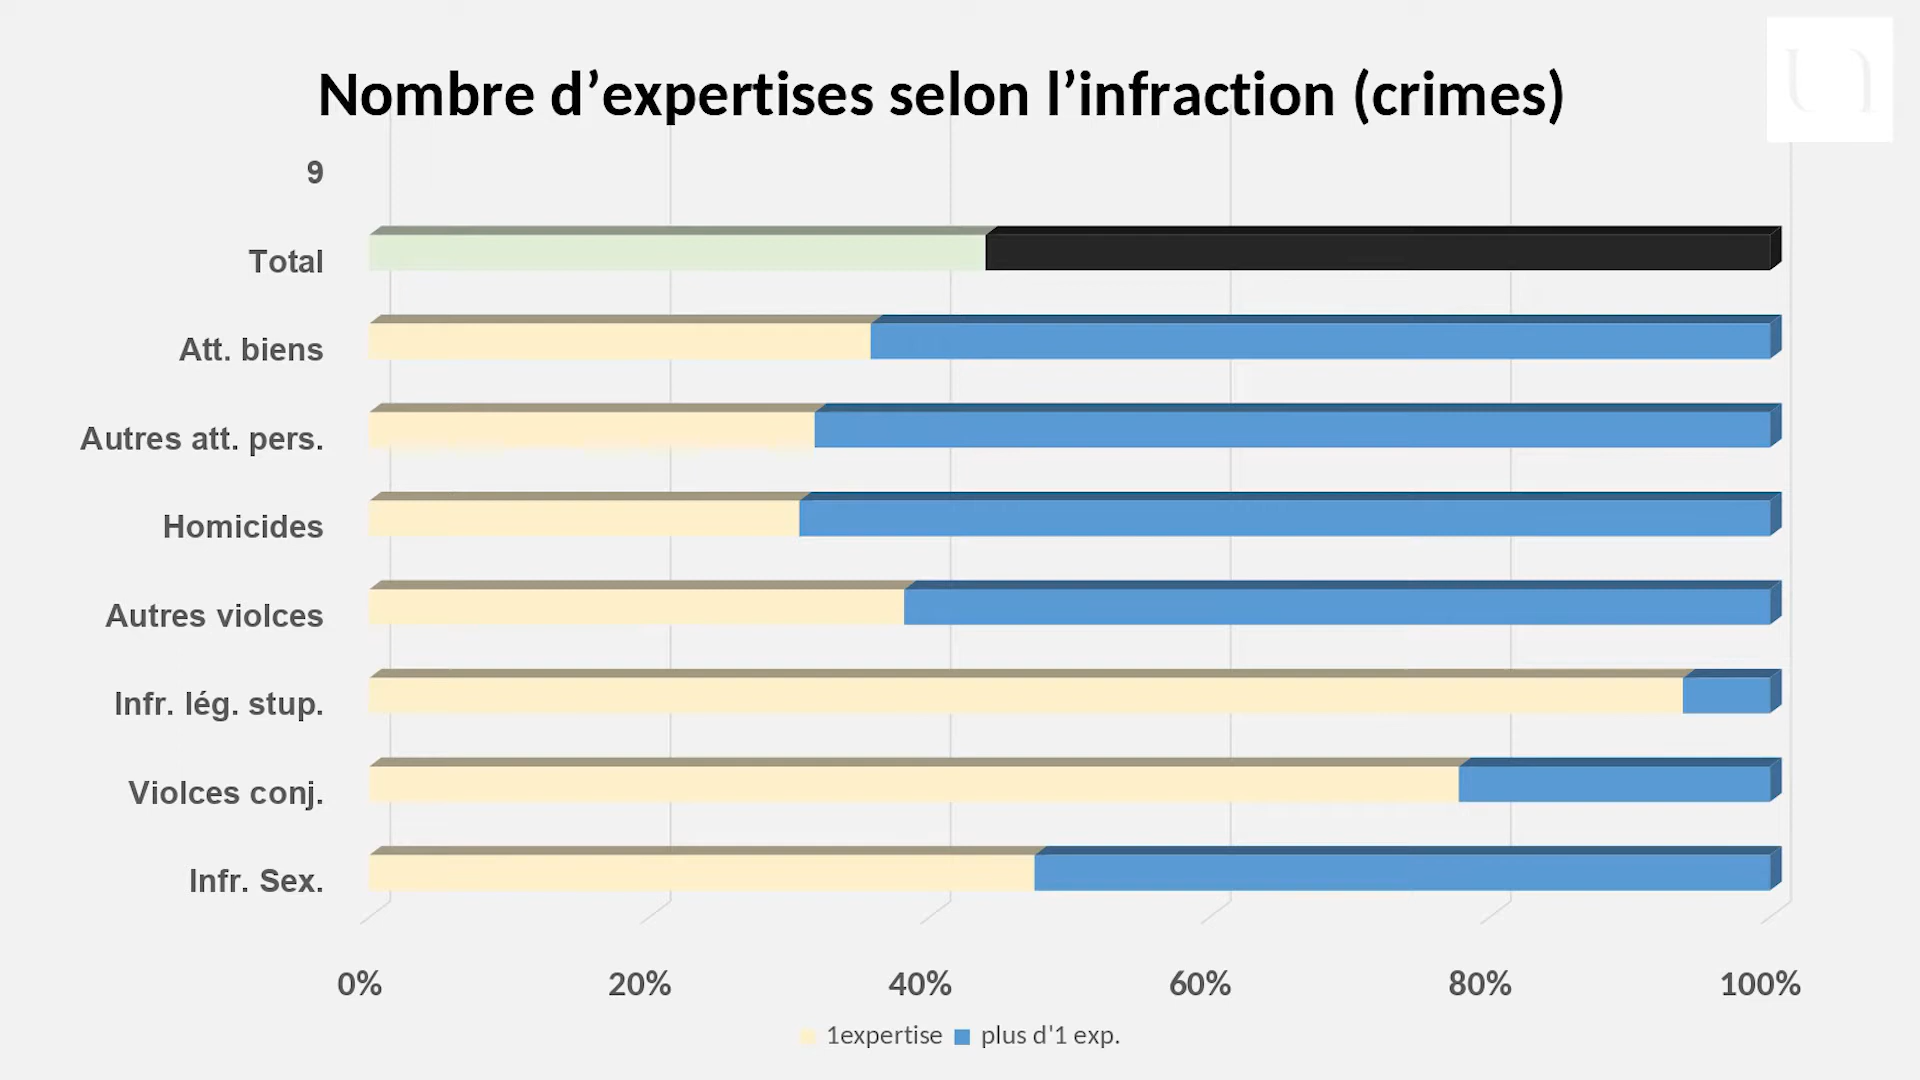 Nombre d’expertises selon l’infraction (crimes)
9
Total
Att. biens
Autres att. pers.
Homicides
Autres violces
Infr. lég. stup.
Violces conj.
Infr. Sex.
0% 20% 40% 60% 80% 100%
1expertise plus d'1 exp.